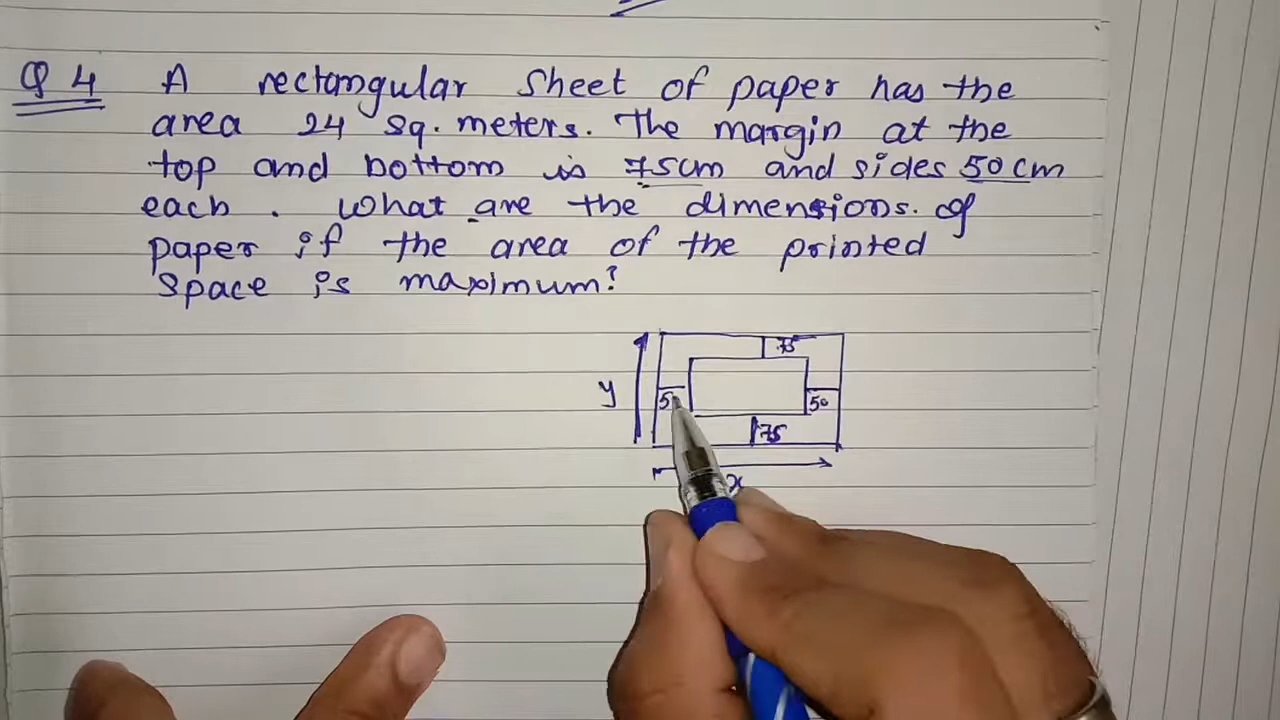 Q 4 A rectangular sheet of paper has the
area 24 sq. meters. The margin at the
top and bottom is 75cm and sides 50 cm
each. What are the dimensions. of
paper if the area of the printed
space is maximum?
75
y 5 50
75
x